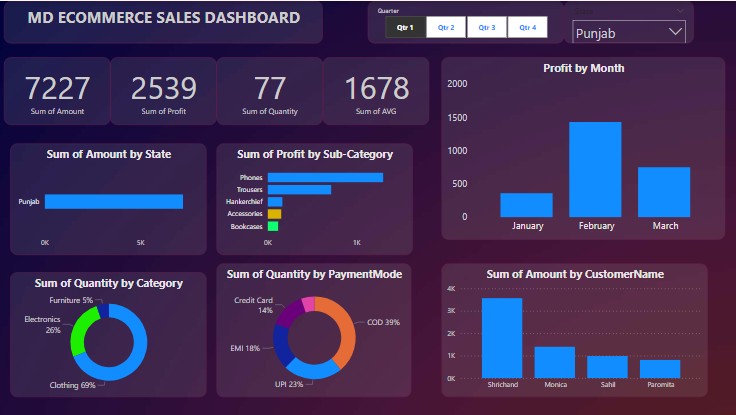 MD ECOMMERCE SALES DASHBOARD
Quarter
Qtr 1
Qtr 2
Qtr 3
Qtr 4
Punjab
7227
Sum of Amount
2539
Sum of Profit
77
Sum of Quantity
1678
Sum of AVG
Profit by Month
2000
1500
1000
500
0
January
February
March
Sum of Amount by State
Punjab
0K
5K
Sum of Profit by Sub-Category
Phones
Trousers
Hankerchief
Accessories
Bookcases
0K
1K
Sum of Quantity by Category
Furniture 5%
Electronics
26%
Clothing 69%
Sum of Quantity by PaymentMode
Credit Card
14%
COD 39%
EMI 18%
UPI 23%
Sum of Amount by CustomerName
4K
3K
2K
1K
0K
Shrichand
Monica
Sahil
Paromita